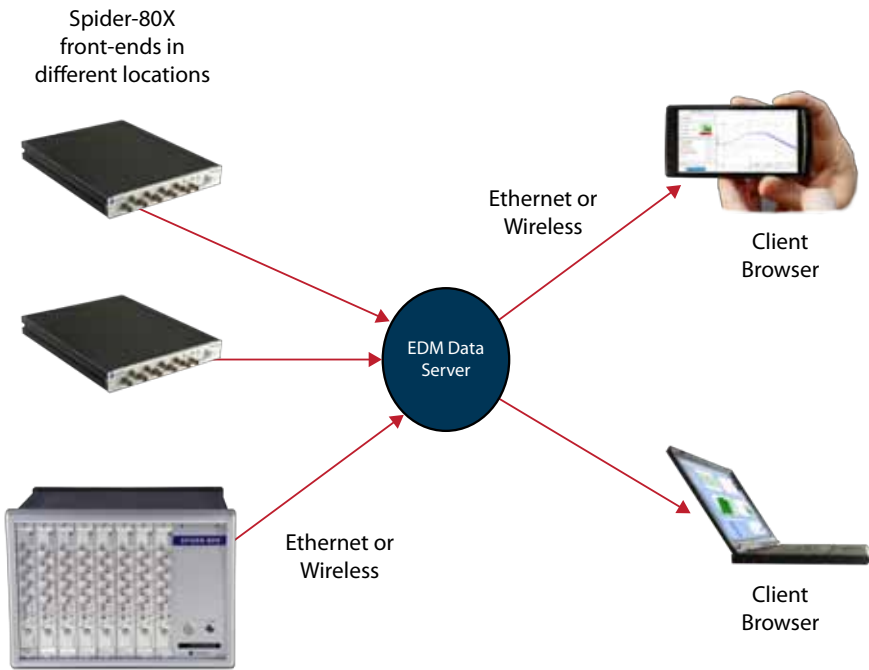 Spider-80X
front-ends in
different locations
Ethernet or
Wireless
Client
Browser
EDM Data
Server
Ethernet or
Wireless
Client
Browser